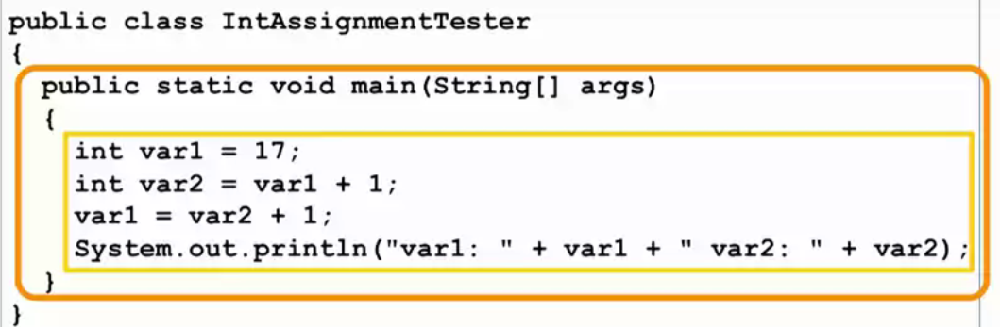 public class IntAssignmentTester
{
public static void main(String[] args)
{
int var1 = 17;
int var2 = var1 + 1;
var1 = var2 + 1;
System.out.println("var1: " + var1 + " var2: " + var2);
}
}